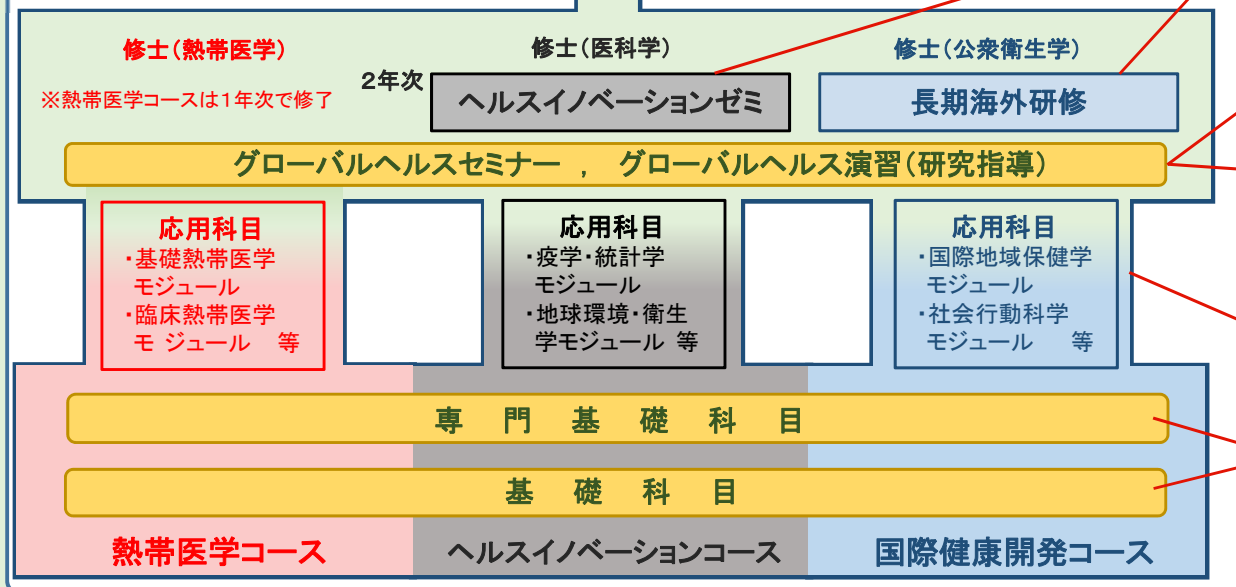 修士（熱帯医学）
※熱帯医学コースは１年次で修了
２年次
修士（医科学）
ヘルスイノベーションゼミ
修士（公衆衛生学）
長期海外研修
グローバルヘルスセミナー ， グローバルヘルス演習（研究指導）
応用科目
・基礎熱帯医学
モジュール
・臨床熱帯医学
モ ジュール 等
応用科目
・疫学・統計学
モジュール
・地球環境・衛生
学モジュール 等
応用科目
・国際地域保健学
モジュール
・社会行動科学
モジュール 等
専 門 基 礎 科 目
基 礎 科 目
熱帯医学コース
ヘルスイノベーションコース
国際健康開発コース